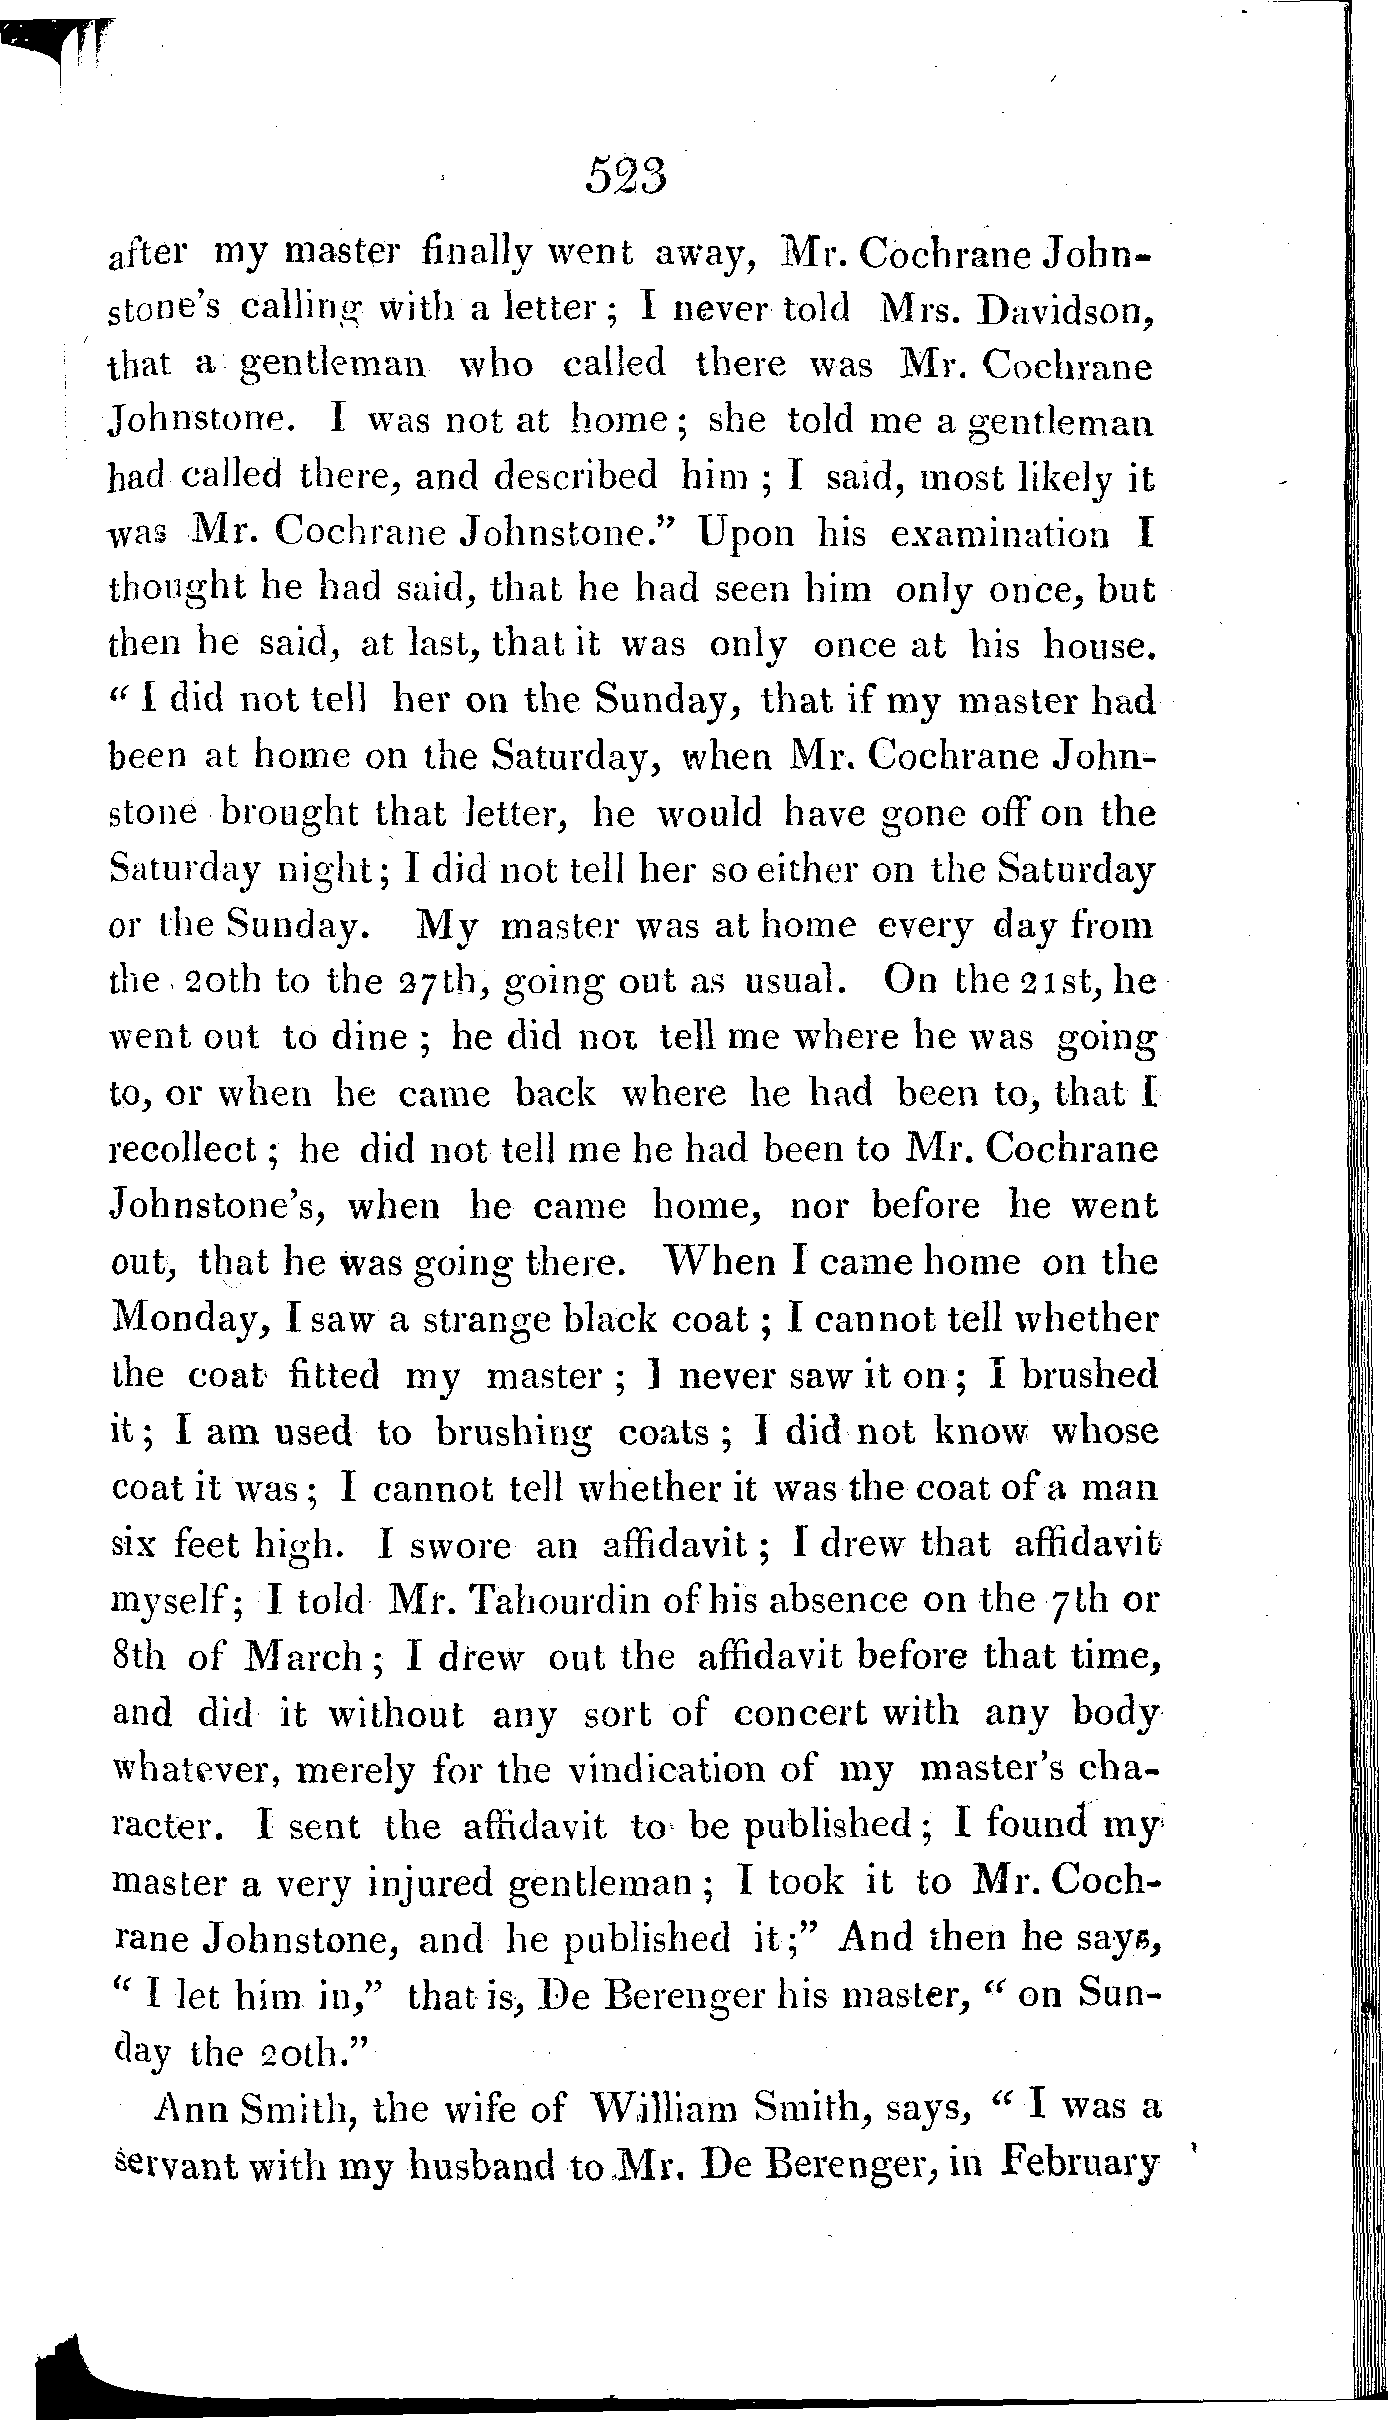 523
after my master finally went away, Mr. Cochrane John-
stone's calling with a letter; I never told Mrs. Davidson,
that a gentleman who called there was Mr. Cochrane
Johnstone. I was not at home; she told me a gentleman
had called there, and described him; I said, most likely it
was Mr. Cochrane Johnstone.” Upon his examination I
thought he had said, that he had seen him only once, but
then he said, at last, that it was only once at his house.
“ I did not tell her on the Sunday, that if my master had
been at home on the Saturday, when Mr. Cochrane John-
stone brought that letter, he would have gone off on the
Saturday night; I did not tell her so either on the Saturday
or the Sunday. My master was at home every day from
the 20th to the 27th, going out as usual. On the 21st, he
went out to dine; he did not tell me where he was going
to, or when he came back where he had been to, that I
recollect; he did not tell me he had been to Mr. Cochrane
Johnstone's, when he came home, nor before he went
out, that he was going there. When I came home on the
Monday, I saw a strange black coat; I cannot tell whether
the coat fitted my master; I never saw it on; I brushed
it; I am used to brushing coats; I did not know whose
coat it was; I cannot tell whether it was the coat of a man
six feet high. I swore an affidavit; I drew that affidavit
myself; I told Mr. Tahourdin of his absence on the 7th or
8th of March; I drew out the affidavit before that time,
and did it without any sort of concert with any body
whatever, merely for the vindication of my master's cha-
racter. I sent the affidavit to be published; I found my
master a very injured gentleman; I took it to Mr. Coch-
rane Johnstone, and he published it;” And then he says,
“ I let him in,” that is, De Berenger his master, “ on Sun-
day the 20th.”
Ann Smith, the wife of William Smith, says, “ I was a
servant with my husband to Mr. De Berenger, in February